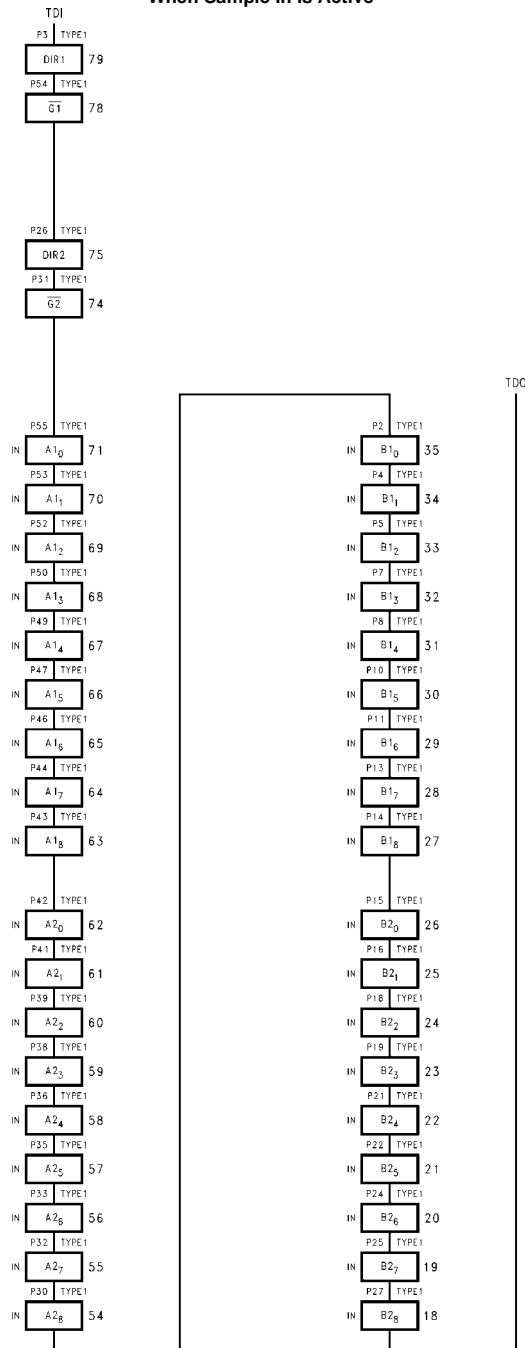 When Sample In is Active
TDI
P3 TYPE1
DIR1 79
P54 TYPE1
G1 78
P26 TYPE1
DIR2 75
P31 TYPE1
G2 74
TDO
P55 TYPE1
IN A1₀ 71
P53 TYPE1
IN A1₁ 70
P52 TYPE1
IN A1₂ 69
P50 TYPE1
IN A1₃ 68
P49 TYPE1
IN A1₄ 67
P47 TYPE1
IN A1₅ 66
P46 TYPE1
IN A1₆ 65
P44 TYPE1
IN A1₇ 64
P43 TYPE1
IN A1₈ 63
P42 TYPE1
IN A2₀ 62
P41 TYPE1
IN A2₁ 61
P39 TYPE1
IN A2₂ 60
P38 TYPE1
IN A2₃ 59
P36 TYPE1
IN A2₄ 58
P35 TYPE1
IN A2₅ 57
P33 TYPE1
IN A2₆ 56
P32 TYPE1
IN A2₇ 55
P30 TYPE1
IN A2₈ 54
P2 TYPE1
IN B1₀ 35
P4 TYPE1
IN B1₁ 34
P5 TYPE1
IN B1₂ 33
P7 TYPE1
IN B1₃ 32
P8 TYPE1
IN B1₄ 31
P10 TYPE1
IN B1₅ 30
P11 TYPE1
IN B1₆ 29
P13 TYPE1
IN B1₇ 28
P14 TYPE1
IN B1₈ 27
P15 TYPE1
IN B2₀ 26
P16 TYPE1
IN B2₁ 25
P18 TYPE1
IN B2₂ 24
P19 TYPE1
IN B2₃ 23
P21 TYPE1
IN B2₄ 22
P22 TYPE1
IN B2₅ 21
P24 TYPE1
IN B2₆ 20
P25 TYPE1
IN B2₇ 19
P27 TYPE1
IN B2₈ 18